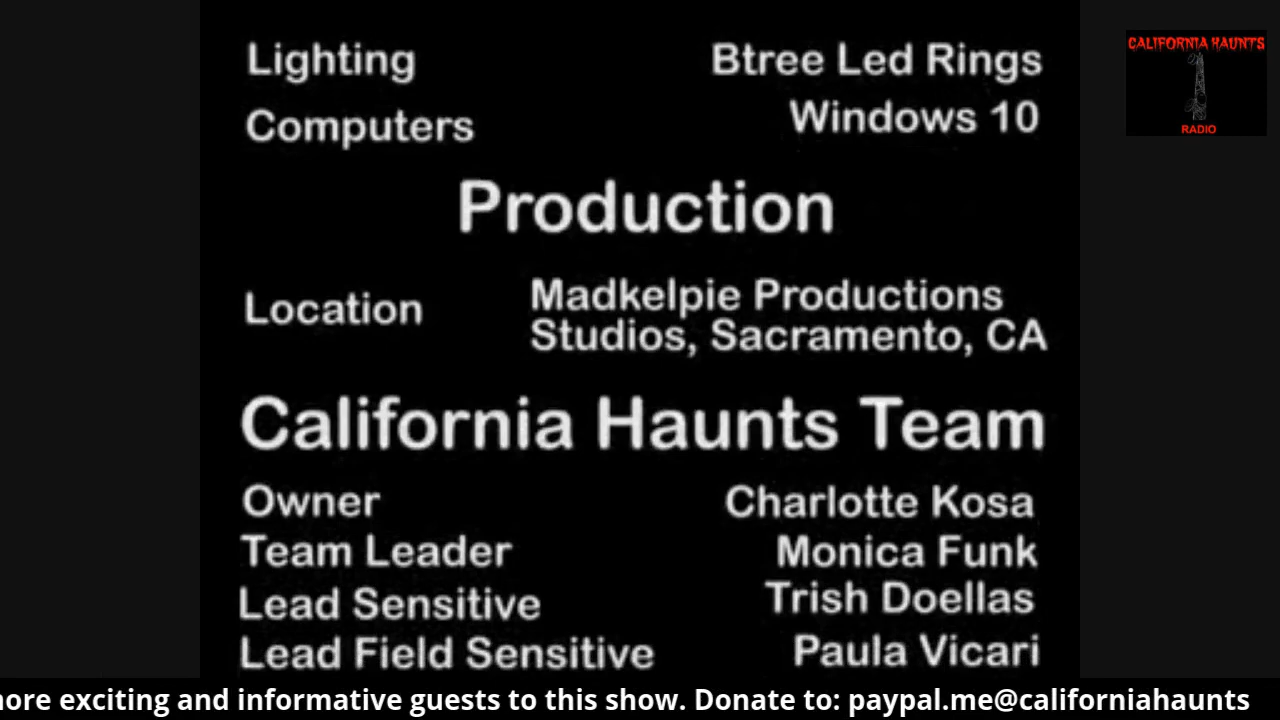 CALIFORNIA HAUNTS
RADIO
Lighting Btree Led Rings
Computers Windows 10
Production
Location Madkelpie Productions
Studios, Sacramento, CA
California Haunts Team
Owner Charlotte Kosa
Team Leader Monica Funk
Lead Sensitive Trish Doellas
Lead Field Sensitive Paula Vicari
exciting and informative guests to this show. Donate to: paypal.me@californiahaunts